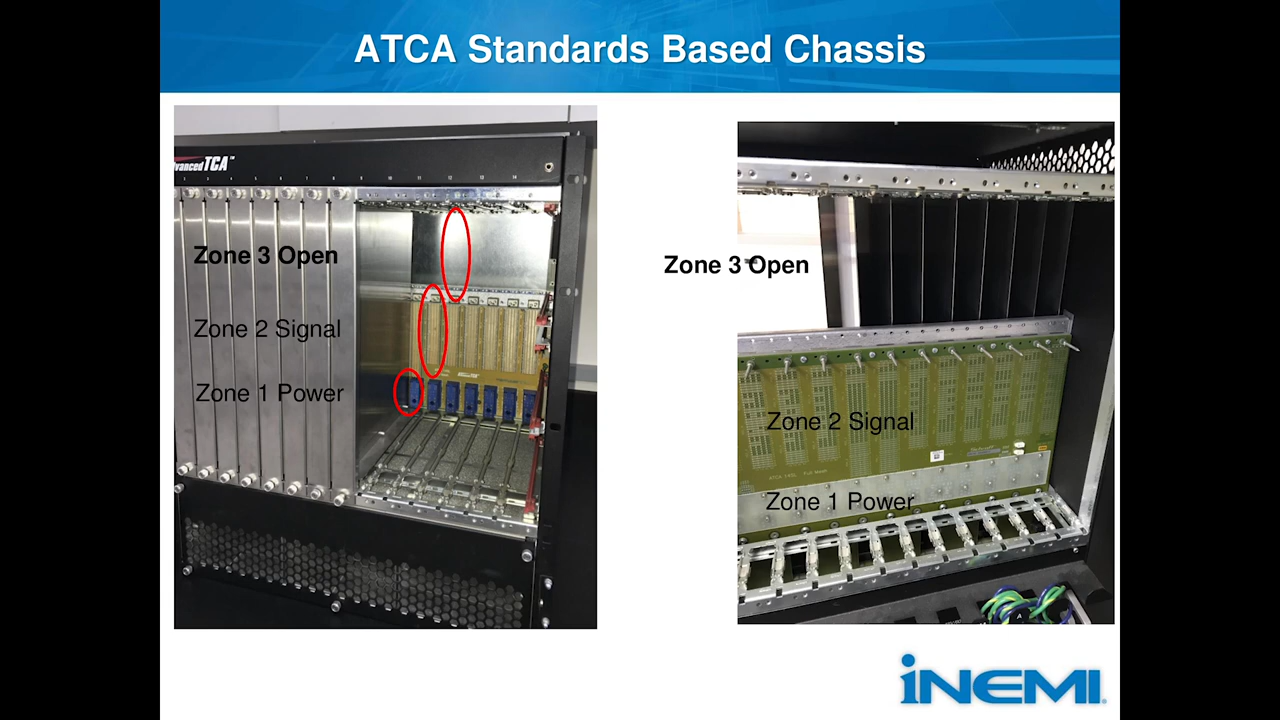 ATCA Standards Based Chassis
TCA™
Zone 3 Open
Zone 2 Signal
Zone 1 Power
Zone 3 Open
Zone 2 Signal
Zone 1 Power
iNEMI